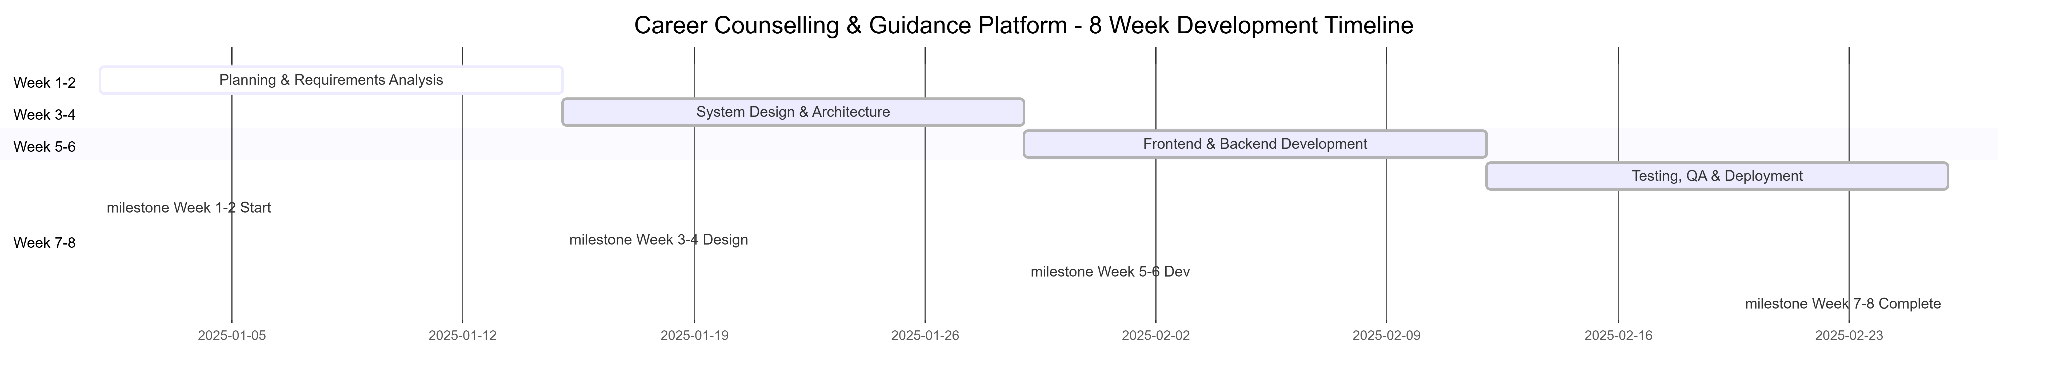 Career Counselling & Guidance Platform - 8 Week Development Timeline
Week 1-2
Planning & Requirements Analysis
Week 3-4
System Design & Architecture
Week 5-6
Frontend & Backend Development
Testing, QA & Deployment
milestone Week 1-2 Start
Week 7-8
milestone Week 3-4 Design
milestone Week 5-6 Dev
milestone Week 7-8 Complete
2025-01-05
2025-01-12
2025-01-19
2025-01-26
2025-02-02
2025-02-09
2025-02-16
2025-02-23